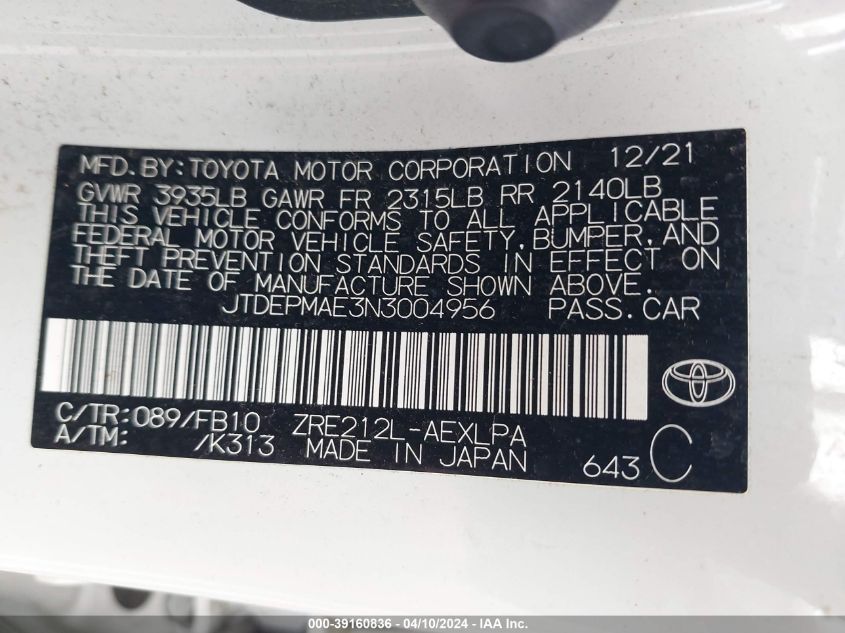 MFD.BY:TOYOTA MOTOR CORPORATION 12/21
GVWR 3935LB GAWR FR 2315LB RR 2140LB
THIS VEHICLE CONFORMS TO ALL APPLICABLE
FEDERAL MOTOR VEHICLE SAFETY,BUMPER,AND
THEFT PREVENTION STANDARDS IN EFFECT ON
THE DATE OF MANUFACTURE SHOWN ABOVE.
JTDEPMAE3N3004956 PASS.CAR
C/TR:089/FB10 ZRE212L-AEXLPA
A/TM: /K313 MADE IN JAPAN 643 C
000-39160836 - 04/10/2024 - IAA Inc.